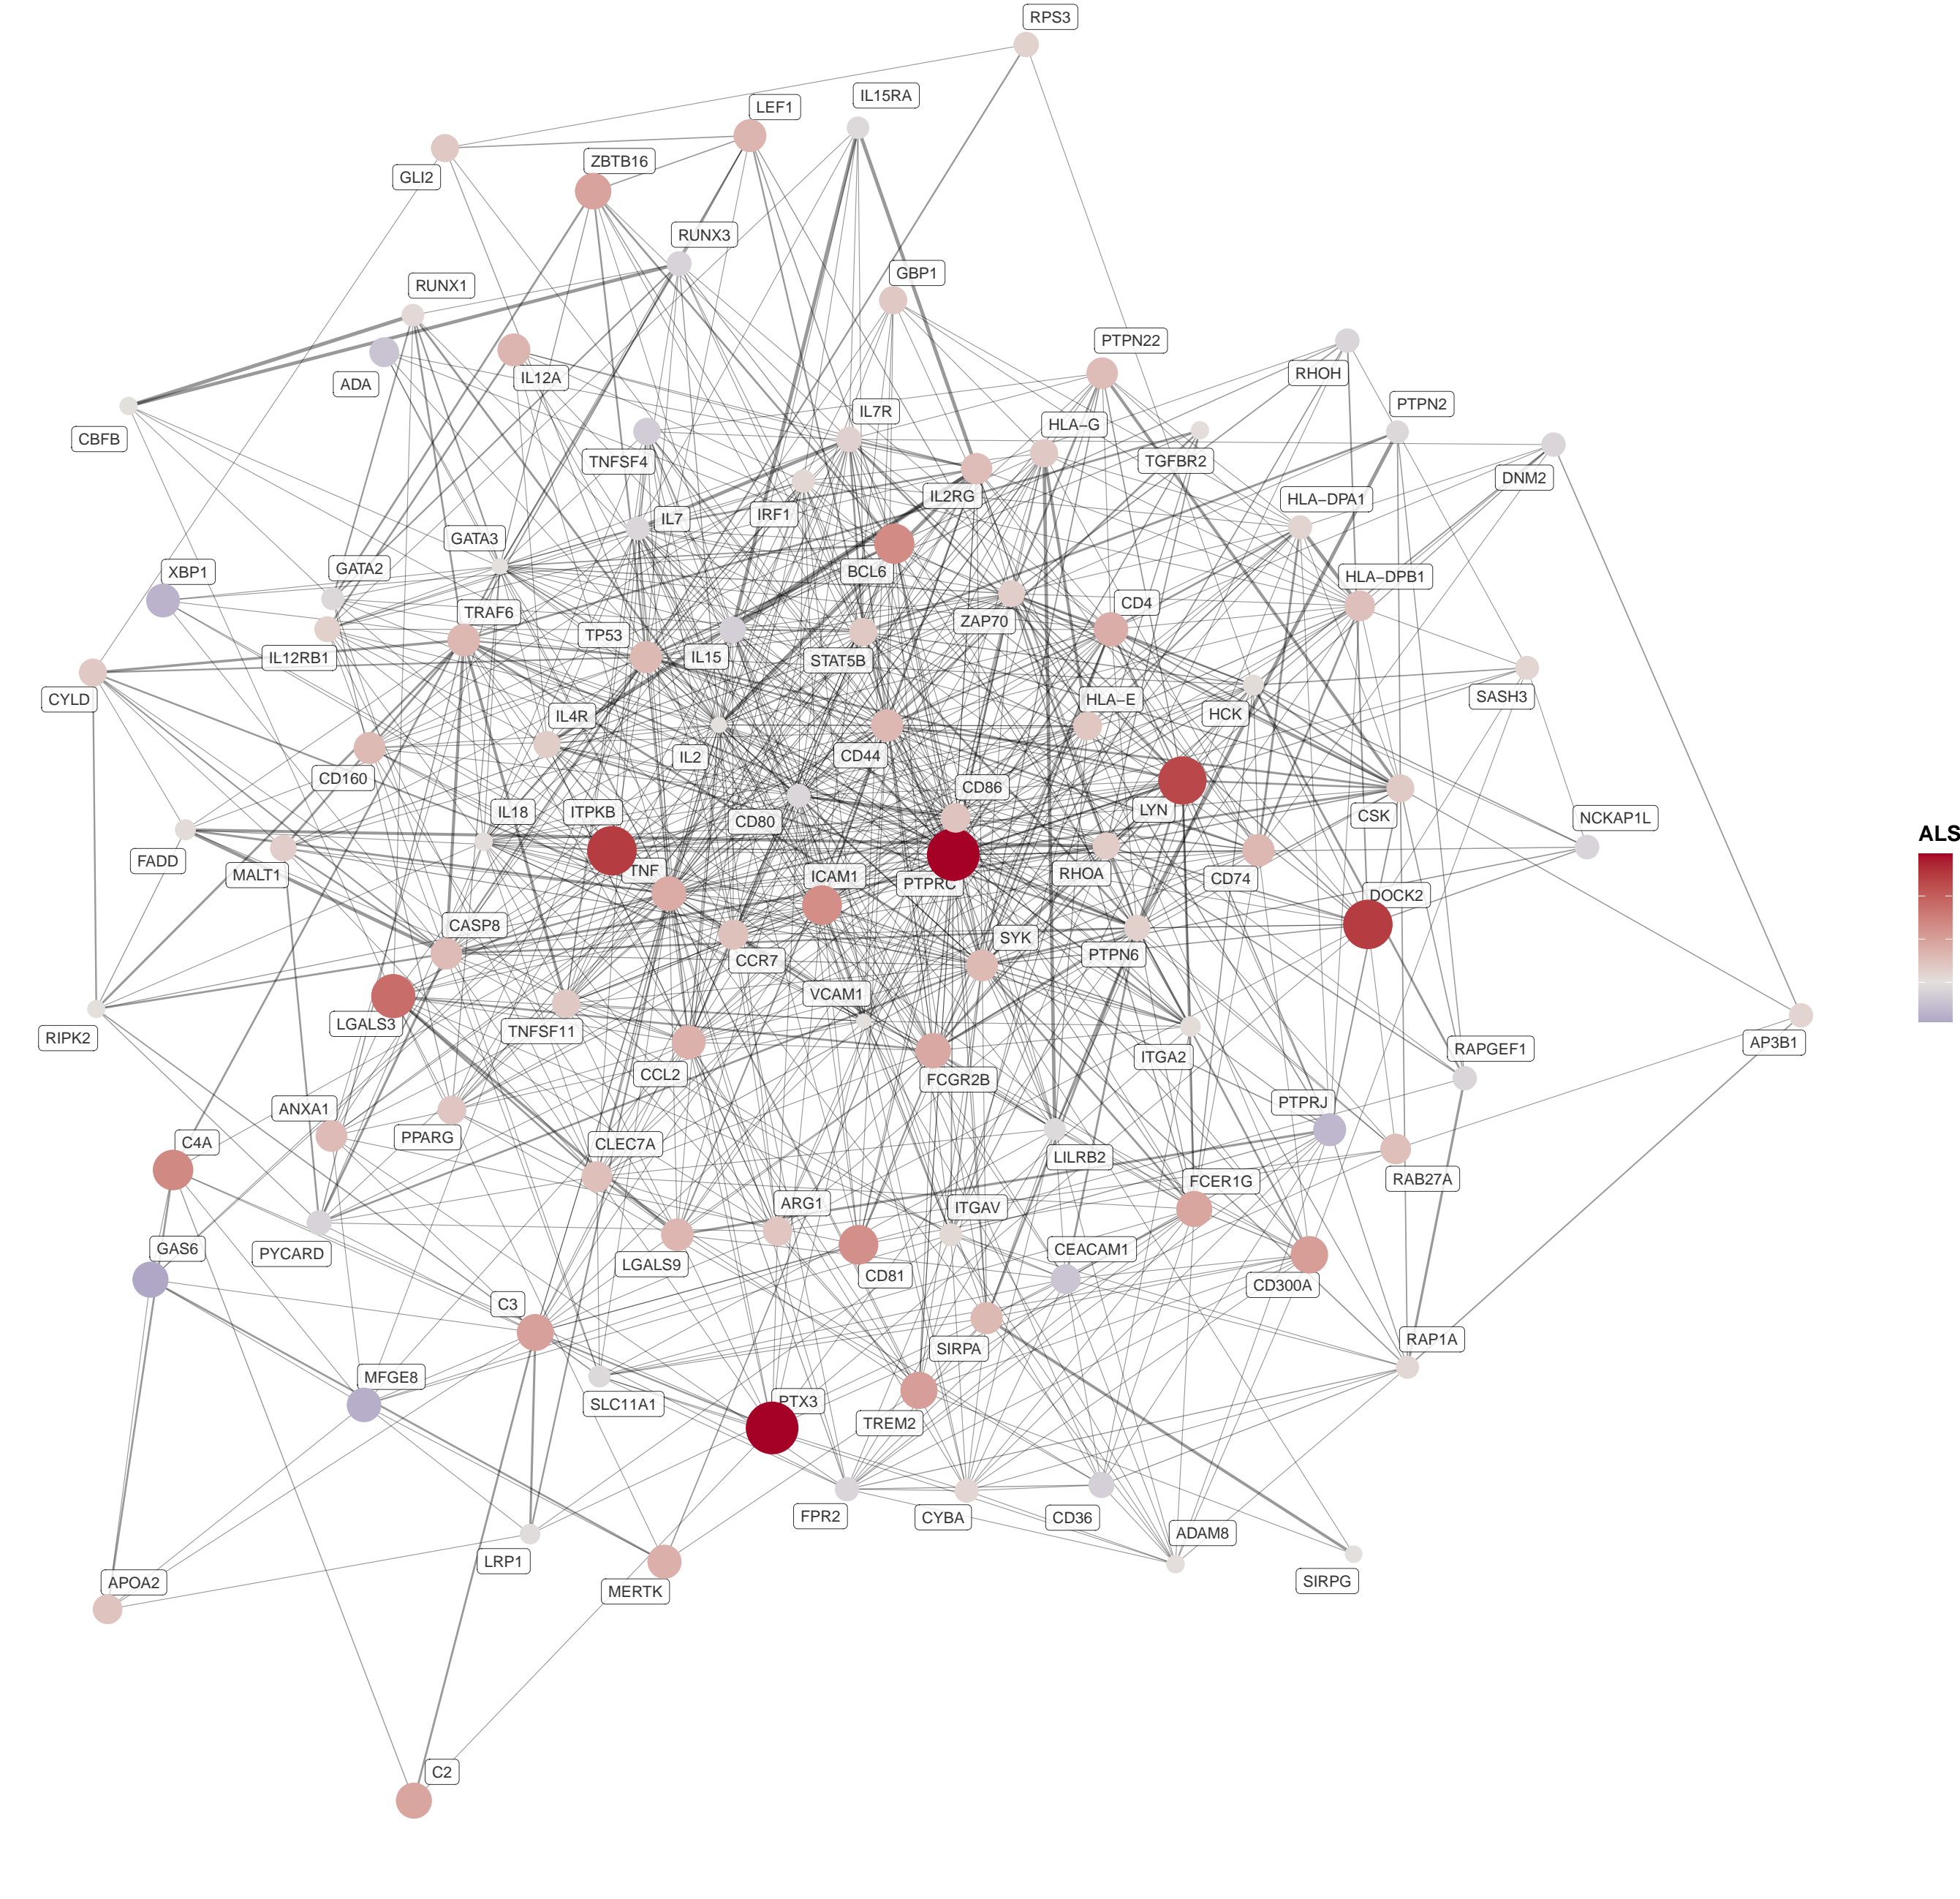 RPS3
IL15RA
LEF1
ZBTB16
GLI2
RUNX3
GBP1
RUNX1
PTPN22
RHOH
ADA
IL12A
PTPN2
IL7R
HLA−G
CBFB
TNFSF4
TGFBR2
DNM2
IL2RG
HLA−DPA1
IL7
IRF1
GATA3
XBP1
GATA2
BCL6
HLA−DPB1
TRAF6
CD4
TP53
ZAP70
IL12RB1
IL15
STAT5B
CYLD
SASH3
HLA−E
IL4R
HCK
IL2
CD44
CD160
CD86
IL18
ITPKB
LYN
CSK
NCKAP1L
CD80
FADD
MALT1
TNF
ICAM1
PTPRC
RHOA
CD74
DOCK2
CASP8
SYK
CCR7
PTPN6
VCAM1
LGALS3
TNFSF11
RIPK2
AP3B1
RAPGEF1
ITGA2
CCL2
FCGR2B
PTPRJ
ANXA1
PPARG
C4A
CLEC7A
LILRB2
RAB27A
FCER1G
ARG1
ITGAV
GAS6
PYCARD
CEACAM1
LGALS9
CD81
CD300A
C3
RAP1A
SIRPA
MFGE8
PTX3
SLC11A1
TREM2
FPR2
CYBA
CD36
ADAM8
LRP1
SIRPG
APOA2
MERTK
C2
ALS